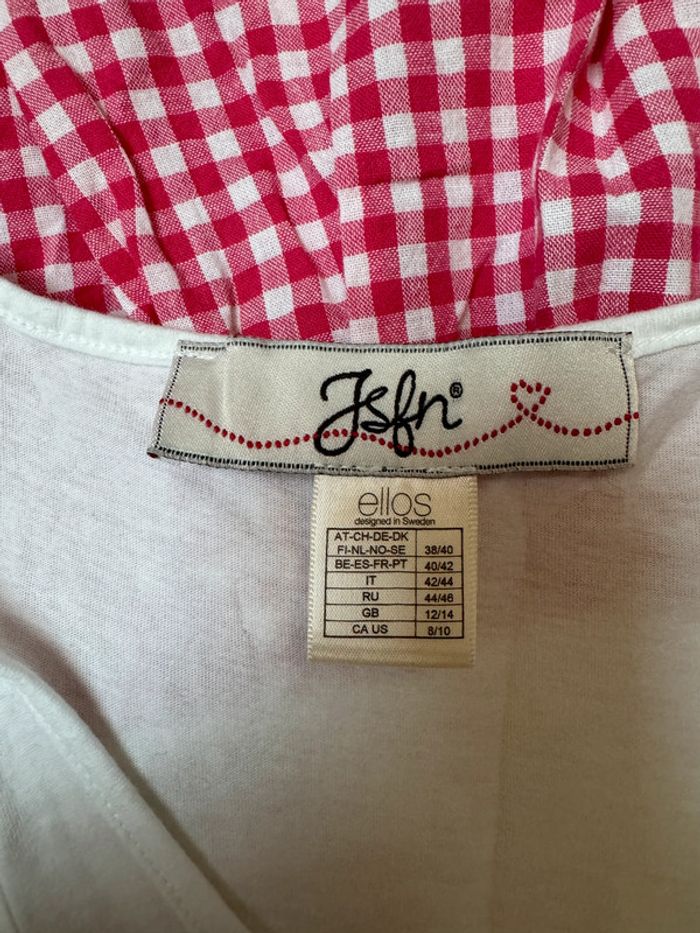 Jsfn®
ellos
designed in Sweden
AT-CH-DE-DK
FI-NL-NO-SE 38/40
BE-ES-FR-PT 40/42
IT 42/44
RU 44/46
GB 12/14
CA US 8/10